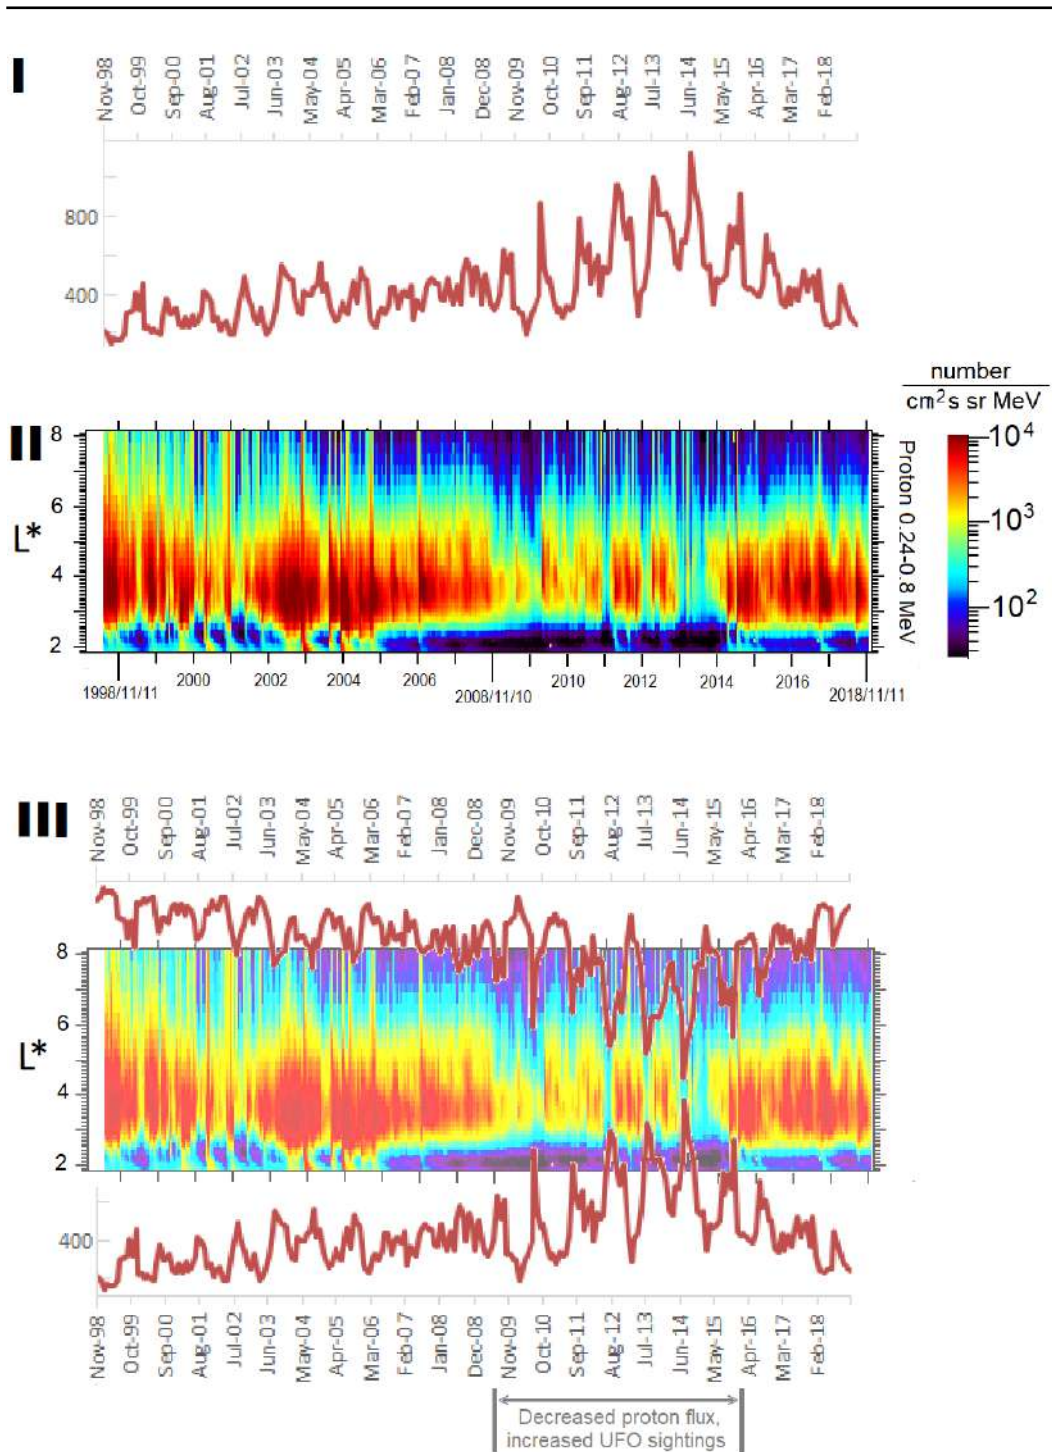 I
Nov-98 Oct-99 Sep-00 Aug-01 Jul-02 Jun-03 May-04 Apr-05 Mar-06 Feb-07 Jan-08 Dec-08 Nov-09 Oct-10 Sep-11 Aug-12 Jul-13 Jun-14 May-15 Apr-16 Mar-17 Feb-18
800
400
number
cm²s sr MeV
II
8
6
L*
4
2
Proton 0.24-0.8 MeV
10⁴
10³
10²
1998/11/11 2000 2002 2004 2006 2008/11/10 2010 2012 2014 2016 2018/11/11
III
Nov-98 Oct-99 Sep-00 Aug-01 Jul-02 Jun-03 May-04 Apr-05 Mar-06 Feb-07 Jan-08 Dec-08 Nov-09 Oct-10 Sep-11 Aug-12 Jul-13 Jun-14 May-15 Apr-16 Mar-17 Feb-18
8
6
L*
4
2
400
Nov-98 Oct-99 Sep-00 Aug-01 Jul-02 Jun-03 May-04 Apr-05 Mar-06 Feb-07 Jan-08 Dec-08 Nov-09 Oct-10 Sep-11 Aug-12 Jul-13 Jun-14 May-15 Apr-16 Mar-17 Feb-18
Decreased proton flux,
increased UFO sightings